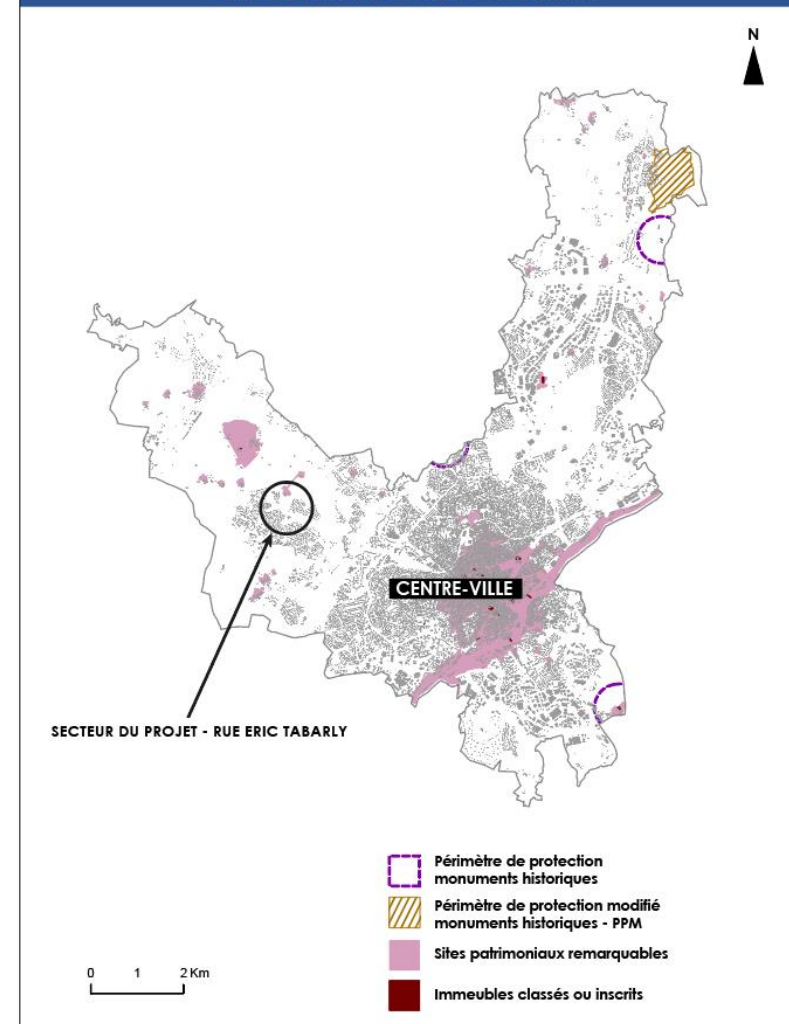 N
CENTRE-VILLE
SECTEUR DU PROJET - RUE ERIC TABARLY
Périmètre de protection
monuments historiques
Périmètre de protection modifié
monuments historiques - PPM
Sites patrimoniaux remarquables
Immeubles classés ou inscrits
0 1 2 Km